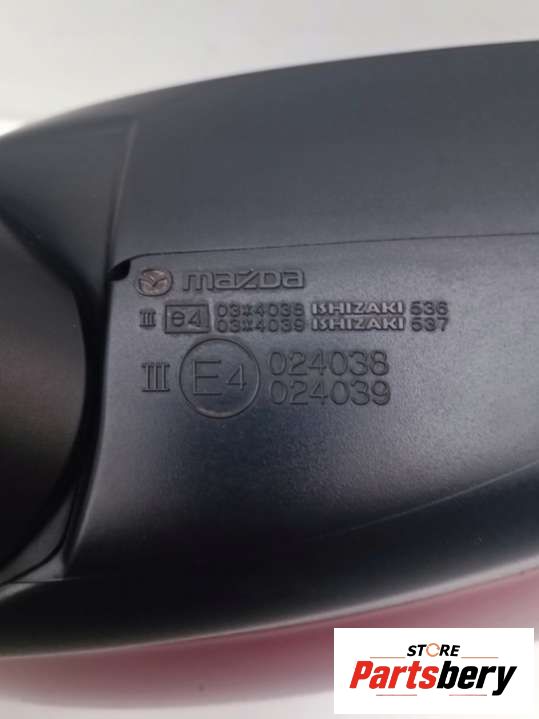 mazda
III e4 03*4038 ISHIZAKI 536
03*4039 ISHIZAKI 537
III E4 024038
024039
STORE
Partsbery